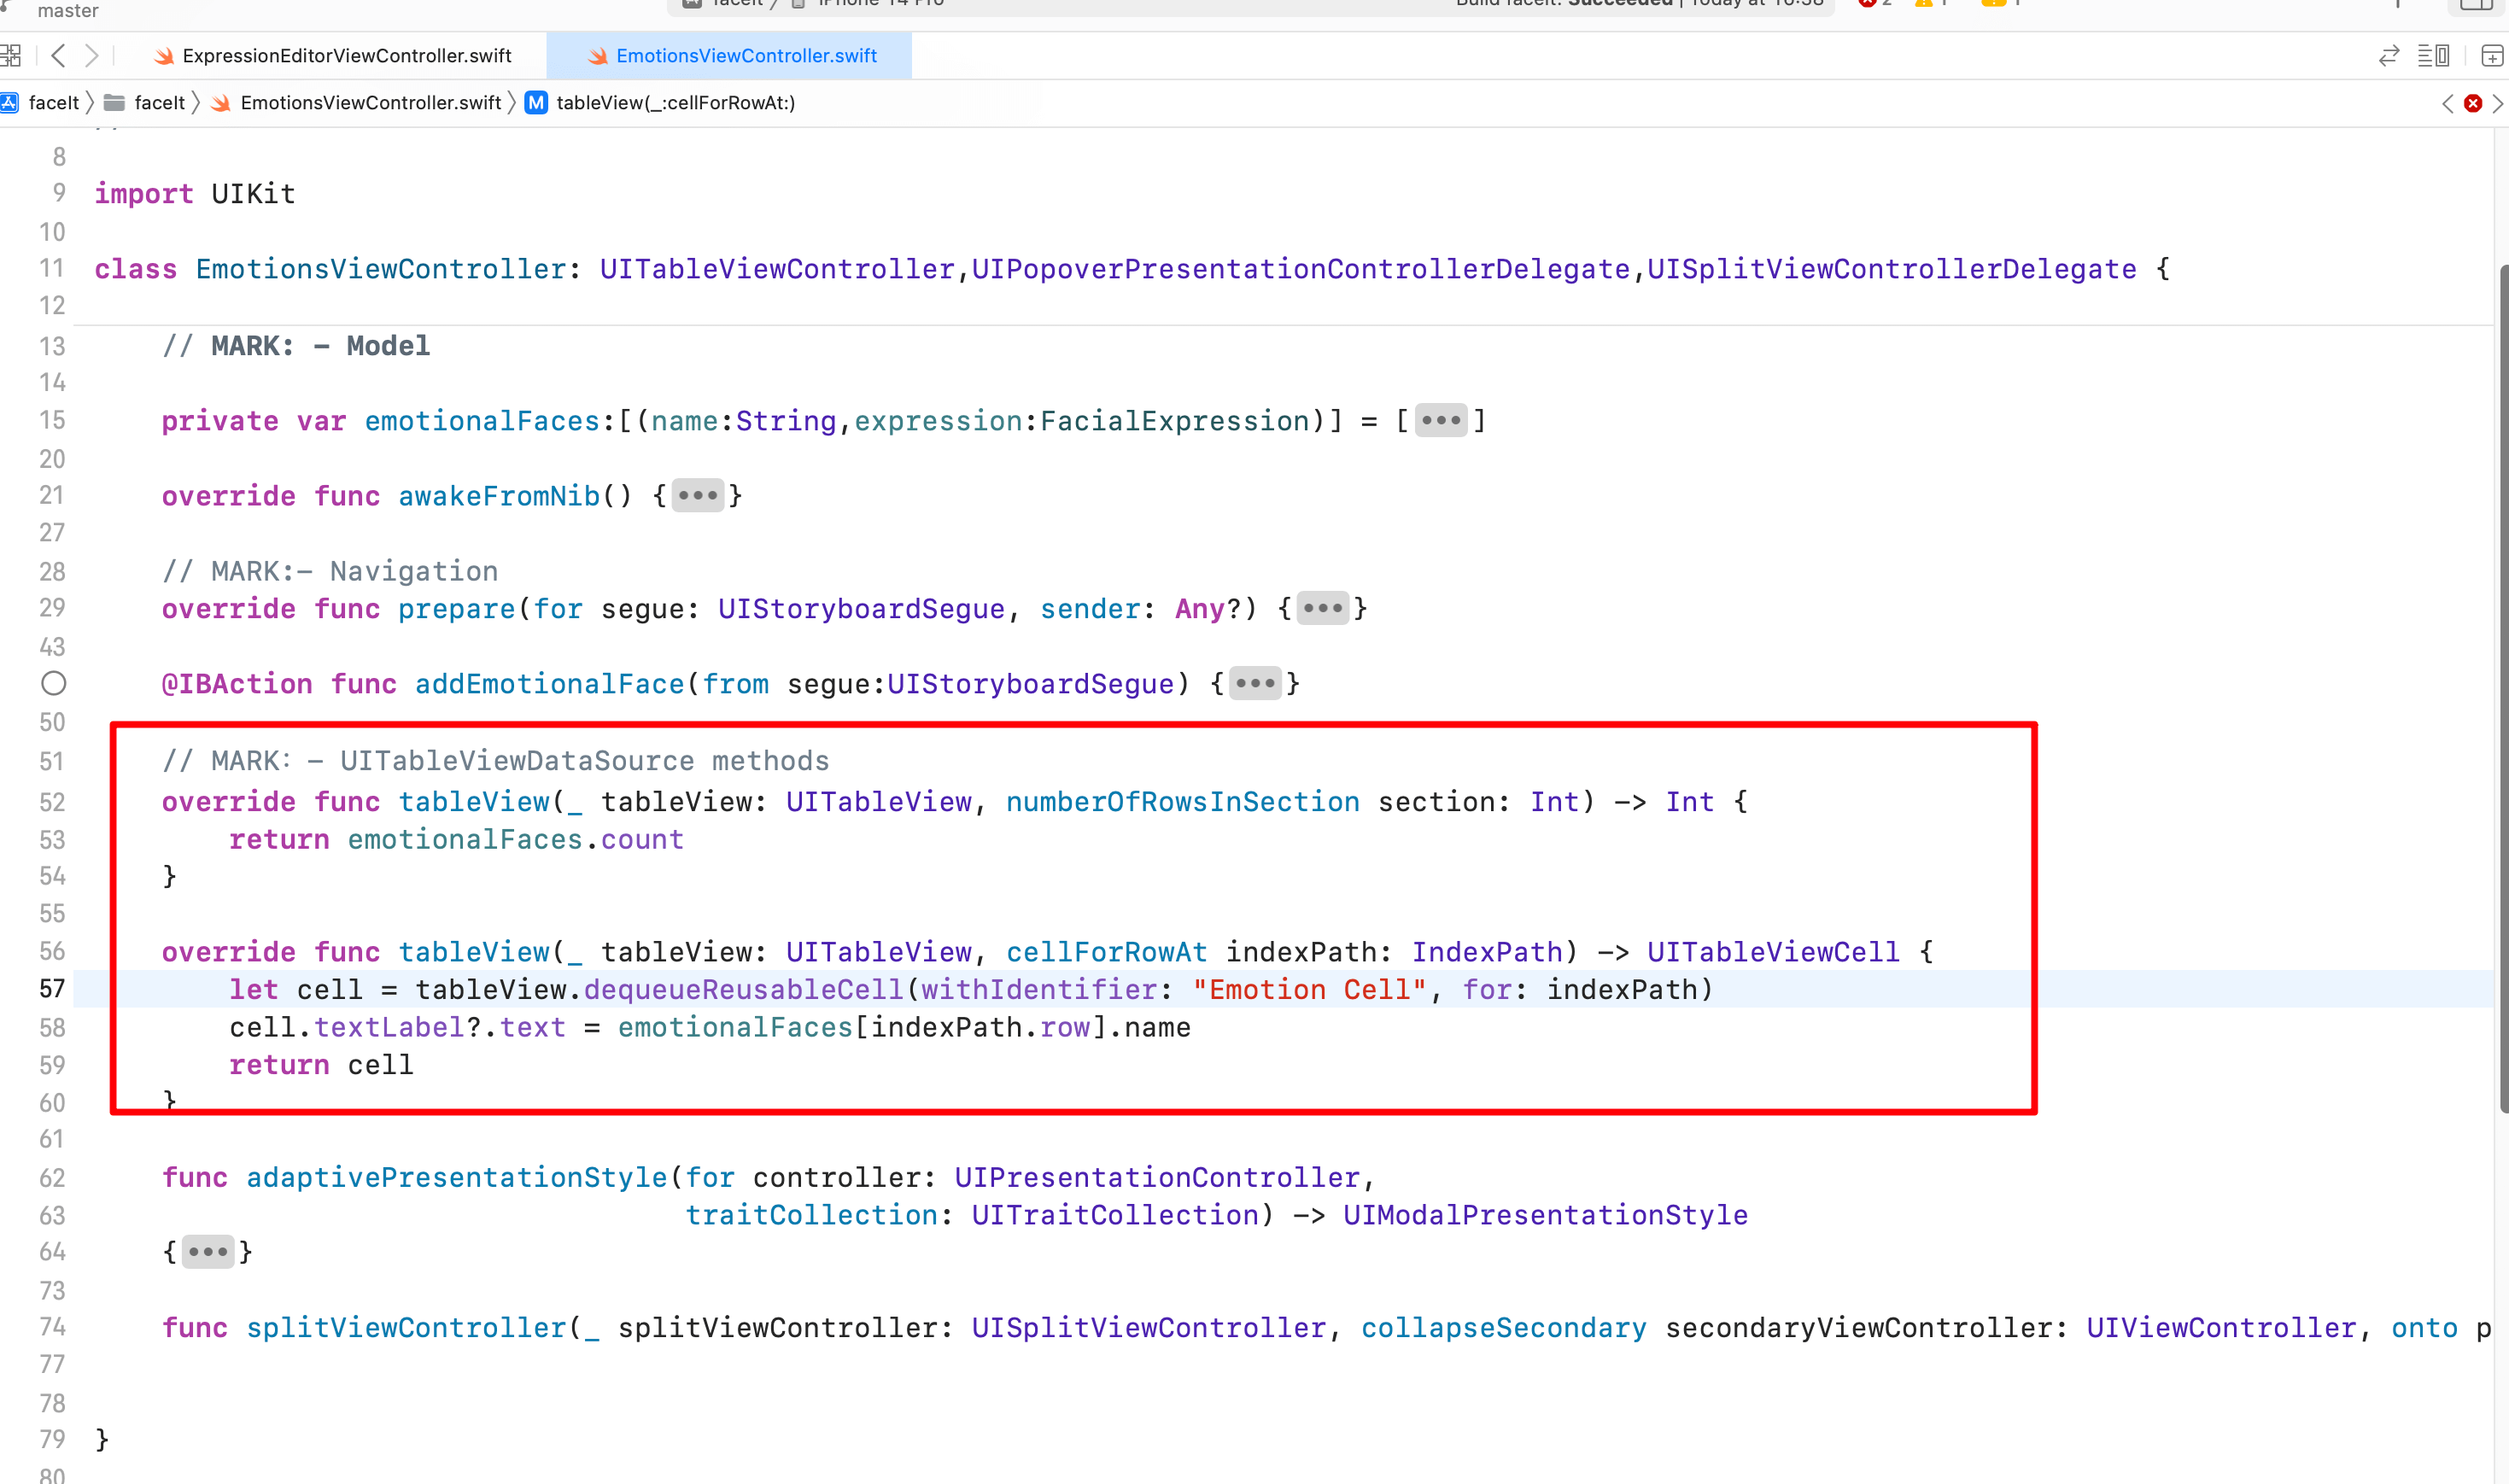 master
faceIt
iPhone 14 Pro
Build faceIt: Succeeded | Today at 16:38
2
1
1
ExpressionEditorViewController.swift
EmotionsViewController.swift
faceIt
faceIt
EmotionsViewController.swift
M
tableView(_:cellForRowAt:)
8
9 import UIKit
10
11 class EmotionsViewController: UITableViewController,UIPopoverPresentationControllerDelegate,UISplitViewControllerDelegate {
12
13 // MARK: - Model
14
15 private var emotionalFaces:[(name:String,expression:FacialExpression)] = [•••]
20
21 override func awakeFromNib() {•••}
27
28 // MARK:- Navigation
29 override func prepare(for segue: UIStoryboardSegue, sender: Any?) {•••}
43
@IBAction func addEmotionalFace(from segue:UIStoryboardSegue) {•••}
50
51 // MARK: - UITableViewDataSource methods
52 override func tableView(_ tableView: UITableView, numberOfRowsInSection section: Int) -> Int {
53 return emotionalFaces.count
54 }
55
56 override func tableView(_ tableView: UITableView, cellForRowAt indexPath: IndexPath) -> UITableViewCell {
57 let cell = tableView.dequeueReusableCell(withIdentifier: "Emotion Cell", for: indexPath)
58 cell.textLabel?.text = emotionalFaces[indexPath.row].name
59 return cell
60 }
61
62 func adaptivePresentationStyle(for controller: UIPresentationController,
63 traitCollection: UITraitCollection) -> UIModalPresentationStyle
64 {•••}
73
74 func splitViewController(_ splitViewController: UISplitViewController, collapseSecondary secondaryViewController: UIViewController, onto p
77
78
79 }
80